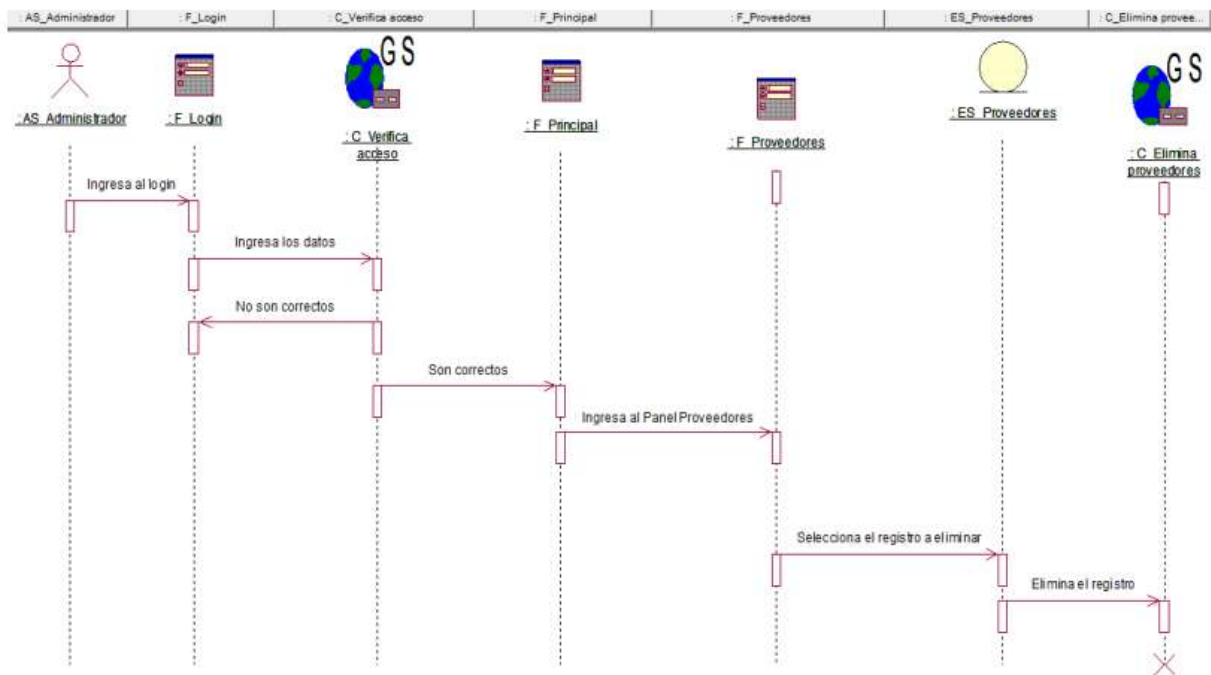 : AS_Administrador
: F_Login
: C_Verifica acceso
: F_Principal
: F_Proveedores
: ES_Proveedores
: C_Elimina provee...
GS
GS
: AS_Administrador
: F_Login
: C_Verifica
acceso
: F_Principal
: F_Proveedores
: ES_Proveedores
: C_Elimina
proveedores
Ingresa al login
Ingresa los datos
No son correctos
Son correctos
Ingresa al Panel Proveedores
Selecciona el registro a eliminar
Elimina el registro